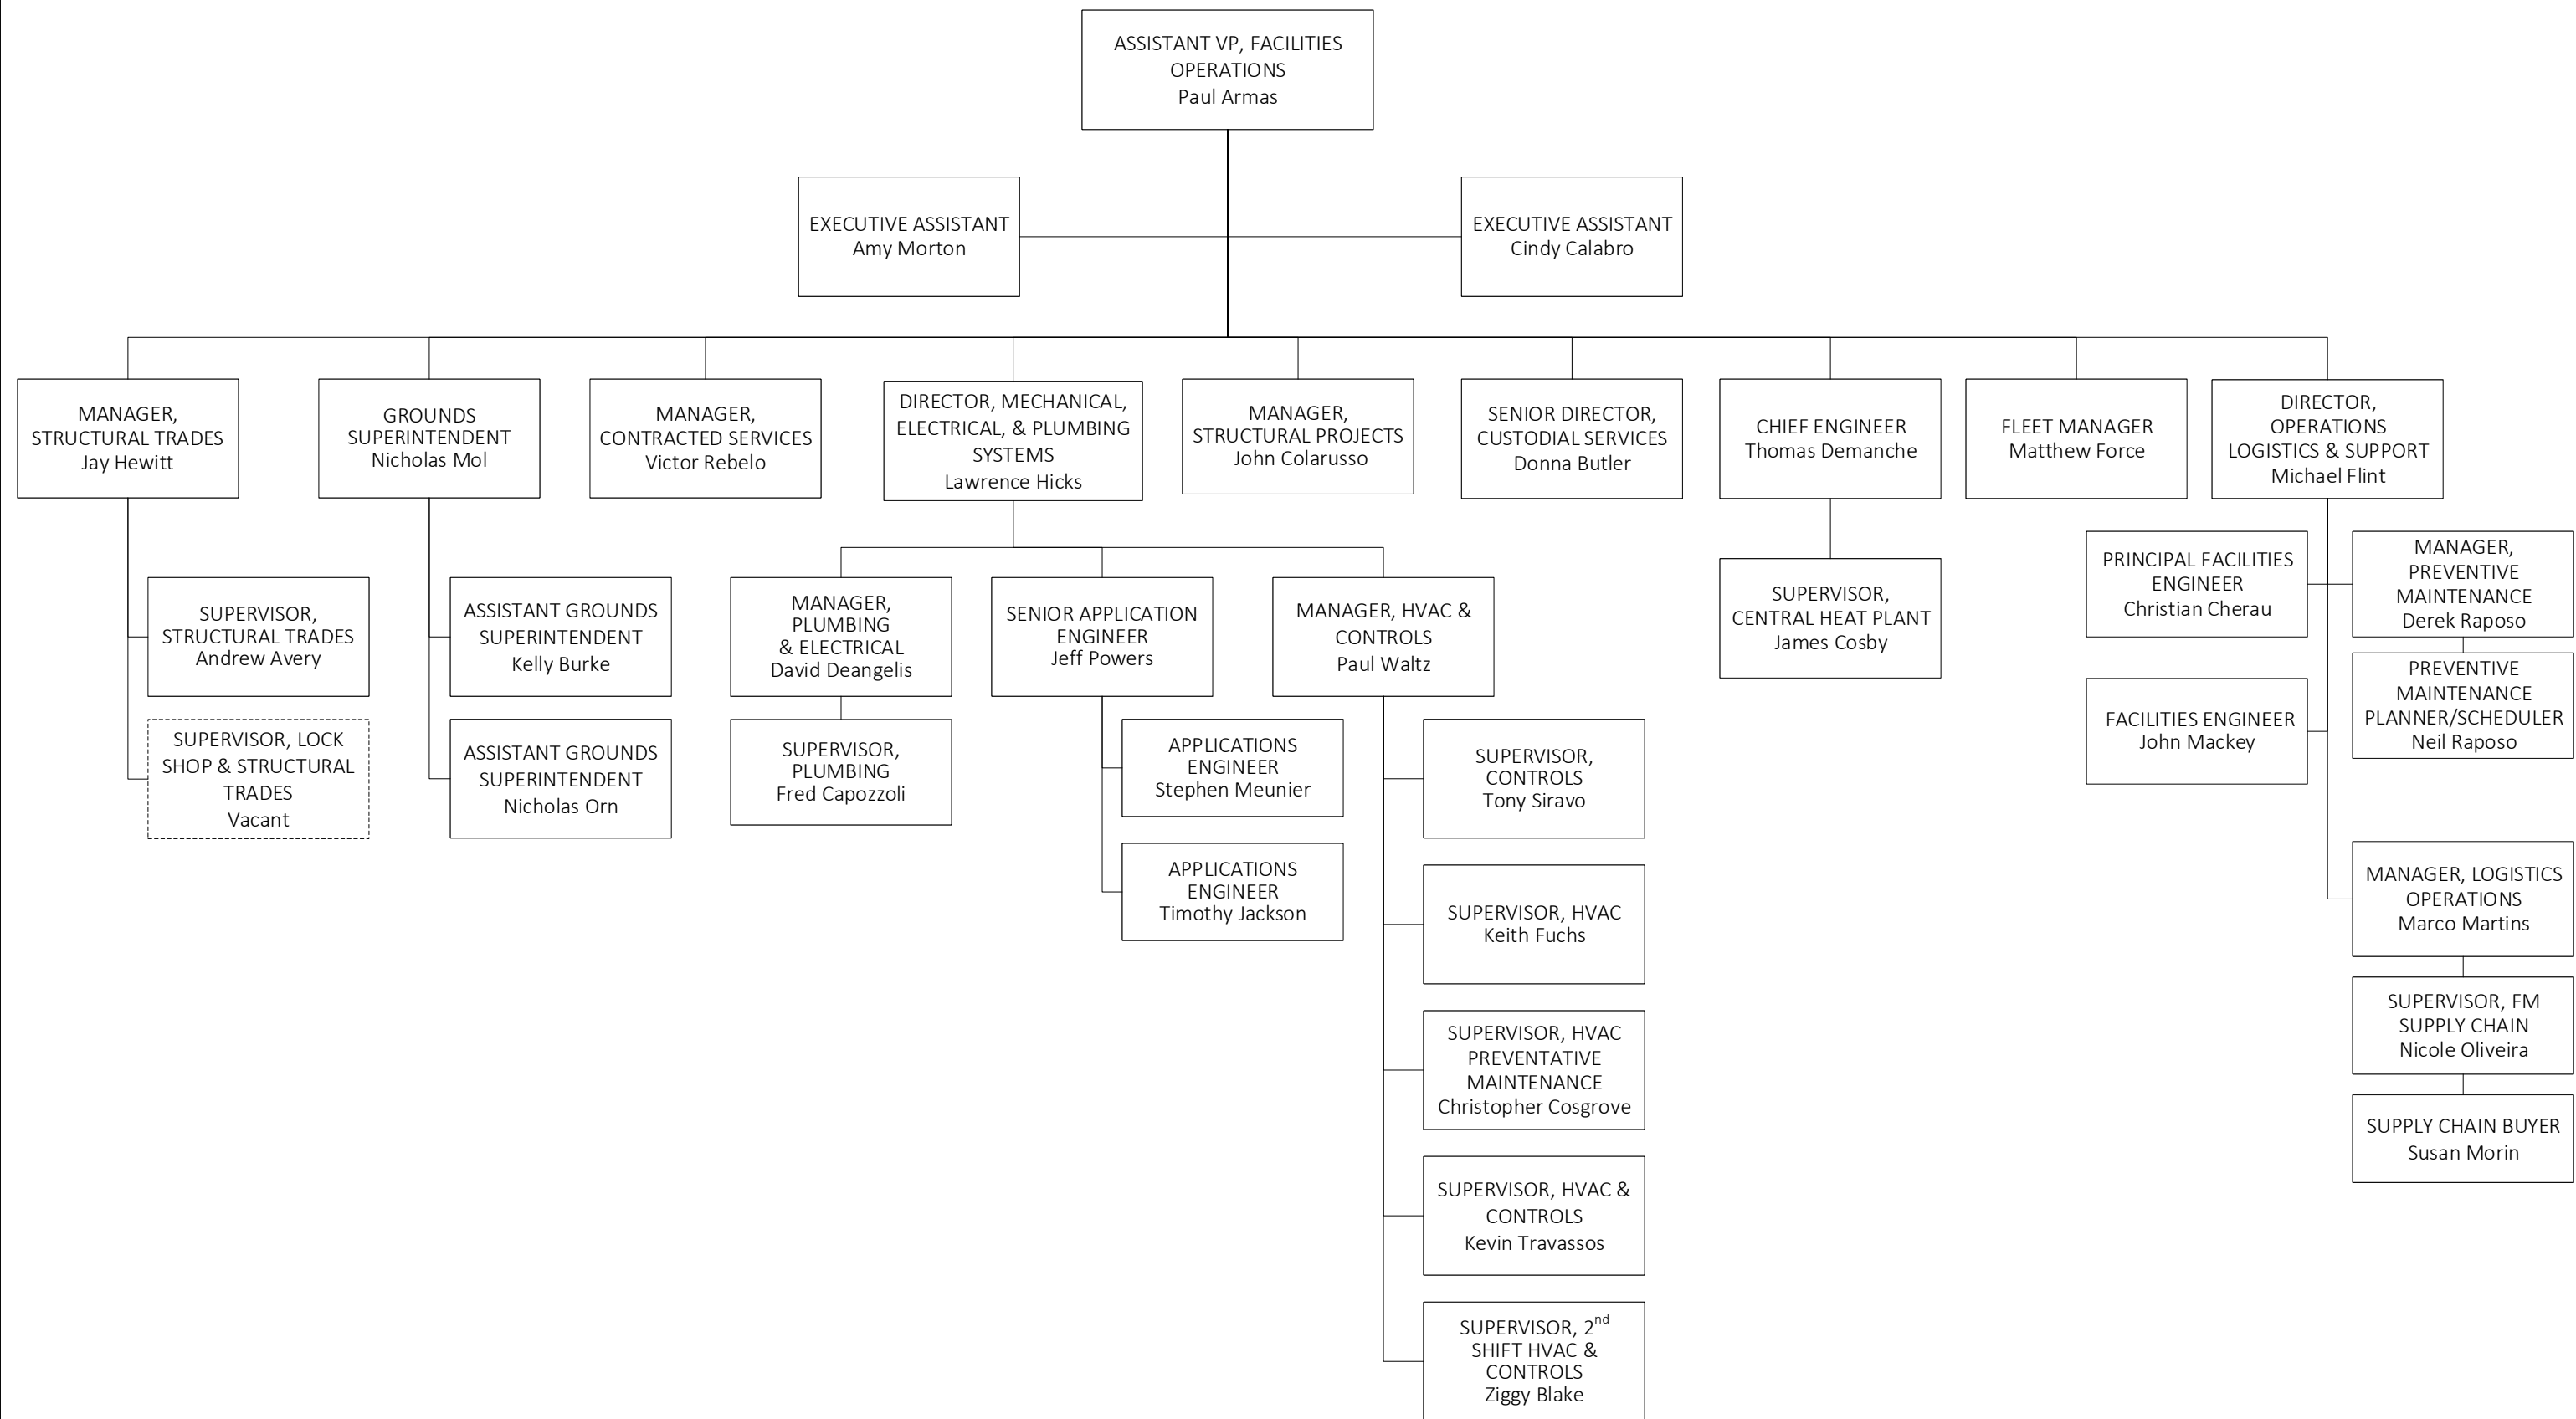 ASSISTANT VP, FACILITIES
OPERATIONS
Paul Armas
EXECUTIVE ASSISTANT
Amy Morton
EXECUTIVE ASSISTANT
Cindy Calabro
MANAGER,
STRUCTURAL TRADES
Jay Hewitt
GROUNDS
SUPERINTENDENT
Nicholas Mol
MANAGER,
CONTRACTED SERVICES
Victor Rebelo
DIRECTOR, MECHANICAL,
ELECTRICAL, & PLUMBING
SYSTEMS
Lawrence Hicks
MANAGER,
STRUCTURAL PROJECTS
John Colarusso
SENIOR DIRECTOR,
CUSTODIAL SERVICES
Donna Butler
CHIEF ENGINEER
Thomas Demanche
FLEET MANAGER
Matthew Force
DIRECTOR,
OPERATIONS
LOGISTICS & SUPPORT
Michael Flint
SUPERVISOR,
STRUCTURAL TRADES
Andrew Avery
SUPERVISOR, LOCK
SHOP & STRUCTURAL
TRADES
Vacant
ASSISTANT GROUNDS
SUPERINTENDENT
Kelly Burke
ASSISTANT GROUNDS
SUPERINTENDENT
Nicholas Orn
MANAGER,
PLUMBING
& ELECTRICAL
David Deangelis
SUPERVISOR,
PLUMBING
Fred Capozzoli
SENIOR APPLICATION
ENGINEER
Jeff Powers
APPLICATIONS
ENGINEER
Stephen Meunier
APPLICATIONS
ENGINEER
Timothy Jackson
MANAGER, HVAC &
CONTROLS
Paul Waltz
SUPERVISOR,
CONTROLS
Tony Siravo
SUPERVISOR, HVAC
Keith Fuchs
SUPERVISOR, HVAC
PREVENTATIVE
MAINTENANCE
Christopher Cosgrove
SUPERVISOR, HVAC &
CONTROLS
Kevin Travassos
SUPERVISOR, 2nd
SHIFT HVAC &
CONTROLS
Ziggy Blake
SUPERVISOR,
CENTRAL HEAT PLANT
James Cosby
PRINCIPAL FACILITIES
ENGINEER
Christian Cherau
FACILITIES ENGINEER
John Mackey
MANAGER,
PREVENTIVE
MAINTENANCE
Derek Raposo
PREVENTIVE
MAINTENANCE
PLANNER/SCHEDULER
Neil Raposo
MANAGER, LOGISTICS
OPERATIONS
Marco Martins
SUPERVISOR, FM
SUPPLY CHAIN
Nicole Oliveira
SUPPLY CHAIN BUYER
Susan Morin